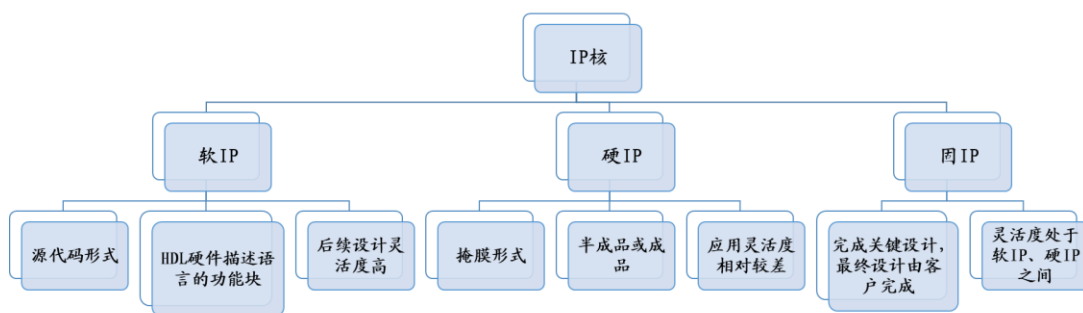 IP核
软IP
硬IP
固IP
源代码形式
HDL硬件描述语
言的功能块
后续设计灵
活度高
掩膜形式
半成品或成
品
应用灵活度
相对较差
完成关键设计,
最终设计由客
户完成
灵活度处于
软IP、硬IP
之间